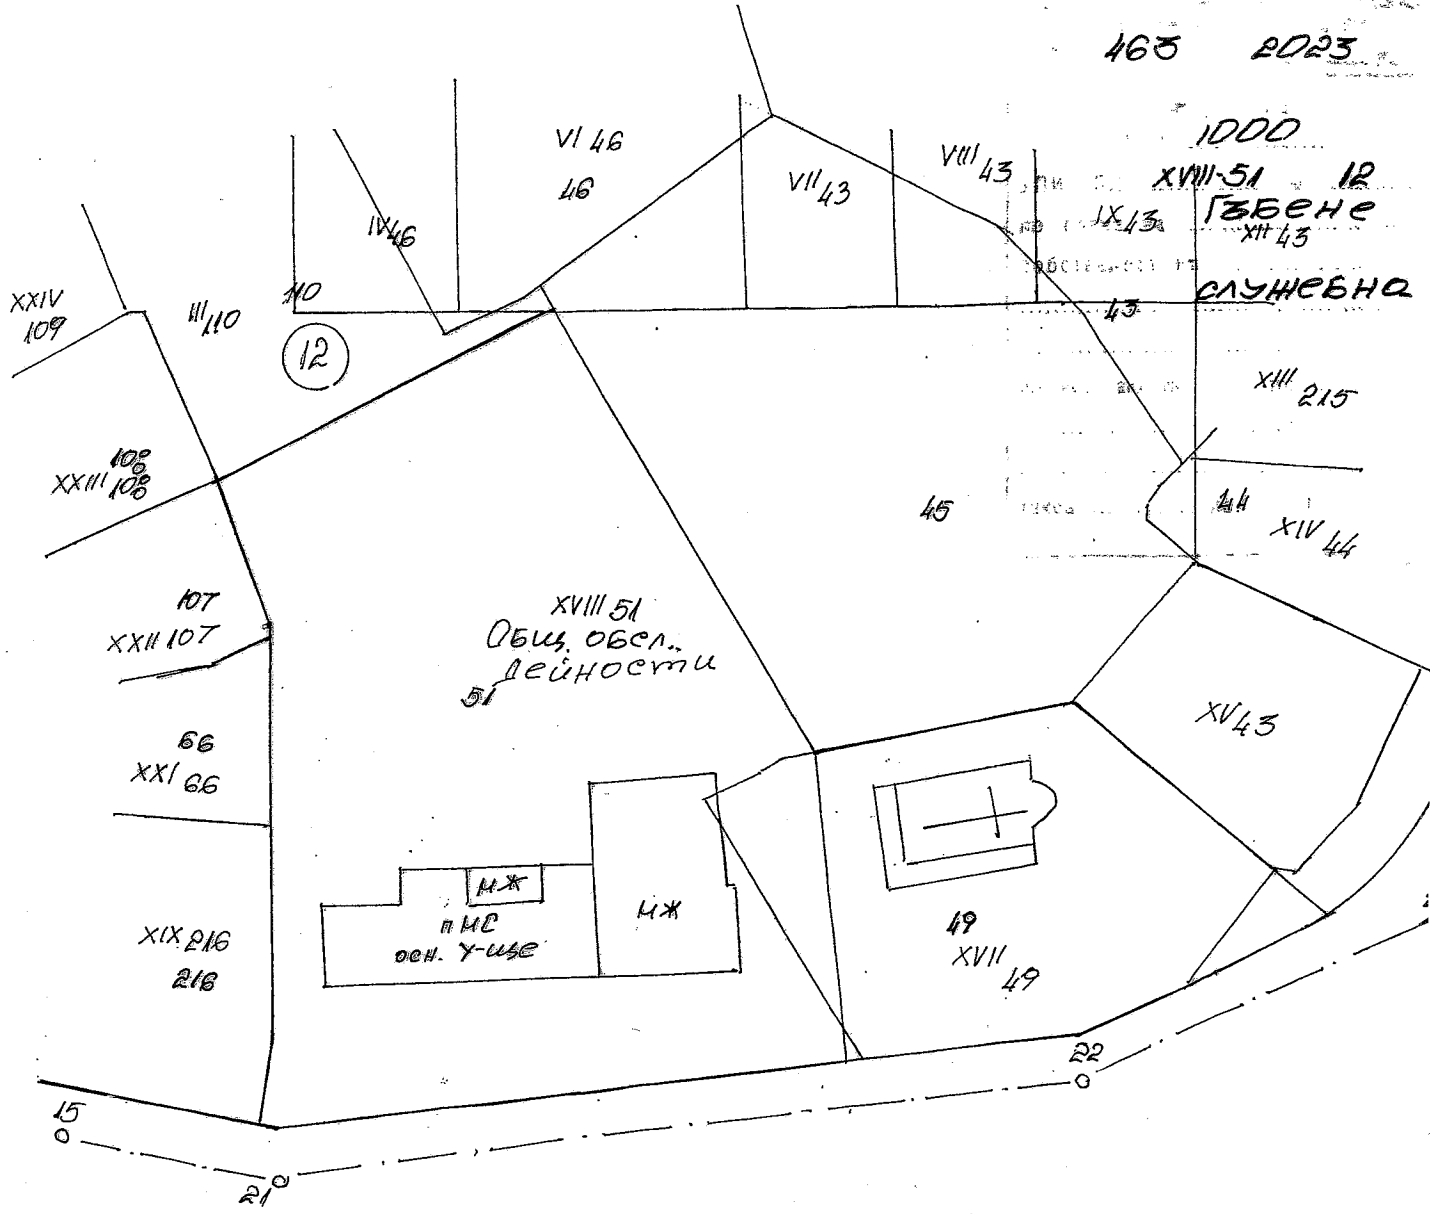 463 2023
1000
XVIII-51 12
Гъбене
служебна
VI 46
46
VII 43
VIII 43
IX 43
XII 43
IV 46
XXIV
109
III 110
110
12
43
XIII 215
108
XXIII 108
45
44
XIV 44
107
XXII 107
XVIII 51
Общ. обсл..
дейности
51
XV 43
66
XXI 66
МЖ
п МС
осн. У-ще
МЖ
XIX 216
216
49
XVII
49
15
21
22